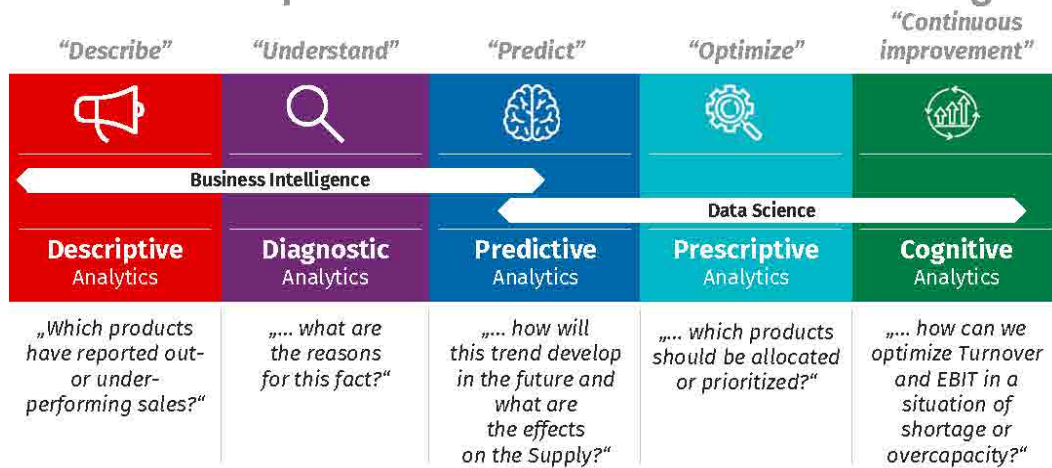 “Describe”
“Understand”
“Predict”
“Optimize”
“Continuous
improvement”
Business Intelligence
Data Science
Descriptive
Analytics
Diagnostic
Analytics
Predictive
Analytics
Prescriptive
Analytics
Cognitive
Analytics
„Which products
have reported out-
or under-
performing sales?“
„... what are
the reasons
for this fact?“
„... how will
this trend develop
in the future and
what are
the effects
on the Supply?“
„... which products
should be allocated
or prioritized?“
„... how can we
optimize Turnover
and EBIT in a
situation of
shortage or
overcapacity?“